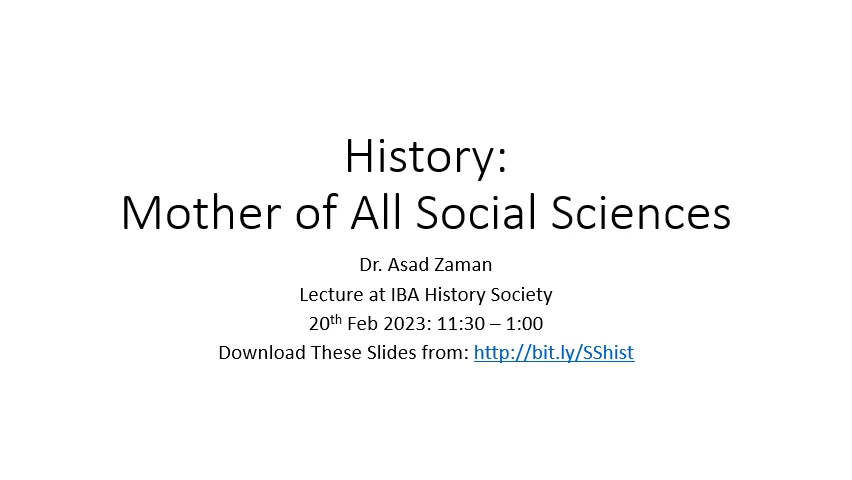 History:
Mother of All Social Sciences
Dr. Asad Zaman
Lecture at IBA History Society
20th Feb 2023: 11:30 – 1:00
Download These Slides from: http://bit.ly/SShist